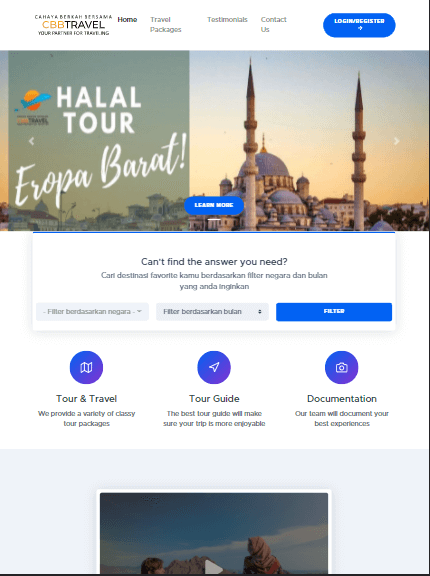 CAHAYA BERKAH BERSAMA
CBBTRAVEL
YOUR PARTNER FOR TRAVELING
Home
Travel
Packages
Testimonials
Contact
Us
LOGIN/REGISTER
HALAL
TOUR
Eropa Barat!
LEARN MORE
Can't find the answer you need?
Cari destinasi favorite kamu berdasarkan filter negara dan bulan
yang anda inginkan
- Filter berdasarkan negara -
Filter berdasarkan bulan
FILTER
Tour & Travel
We provide a variety of classy
tour packages
Tour Guide
The best tour guide will make
sure your trip is more enjoyable
Documentation
Our team will document your
best experiences